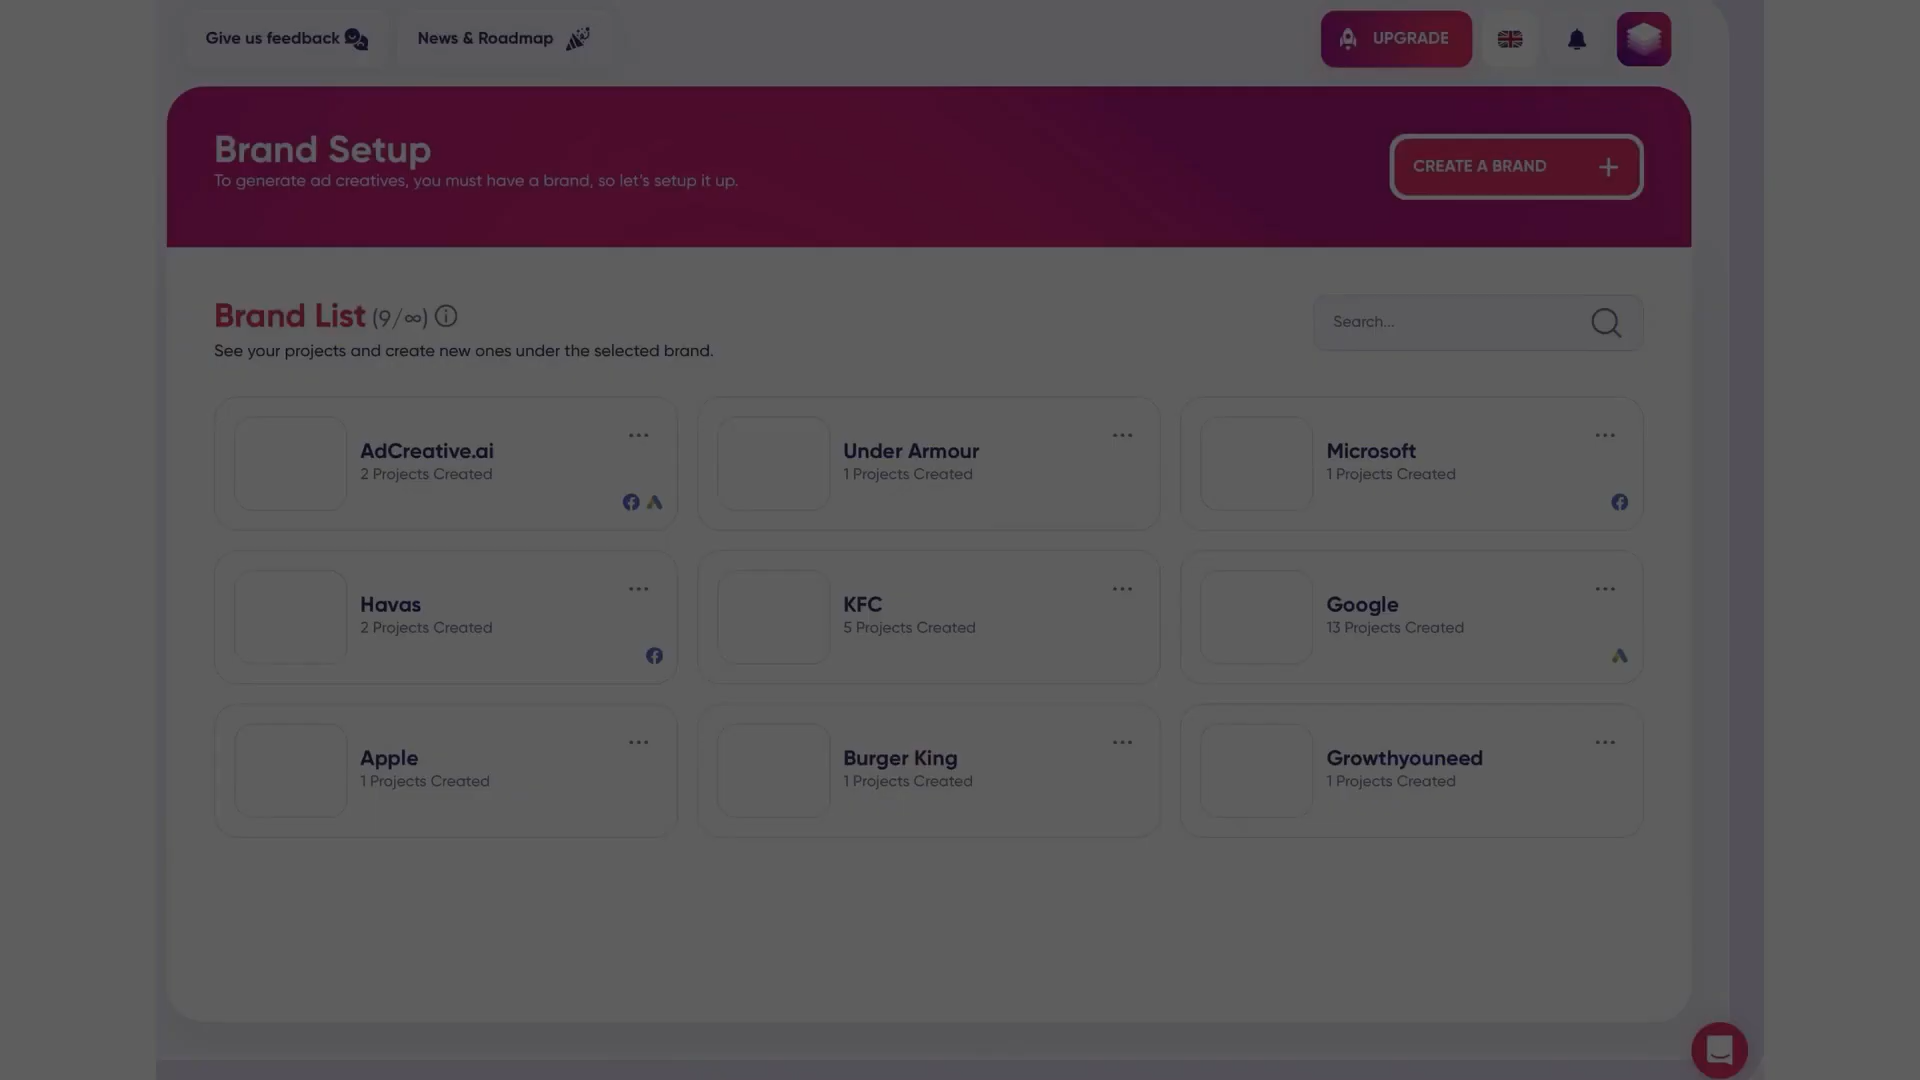 Give us feedback
News & Roadmap
UPGRADE
Brand Setup
To generate ad creatives, you must have a brand, so let's setup it up.
CREATE A BRAND +
Brand List (9/∞)
See your projects and create new ones under the selected brand.
Search...
AdCreative.ai
2 Projects Created
Under Armour
1 Projects Created
Microsoft
1 Projects Created
Havas
2 Projects Created
KFC
5 Projects Created
Google
13 Projects Created
Apple
1 Projects Created
Burger King
1 Projects Created
Growthyouneed
1 Projects Created